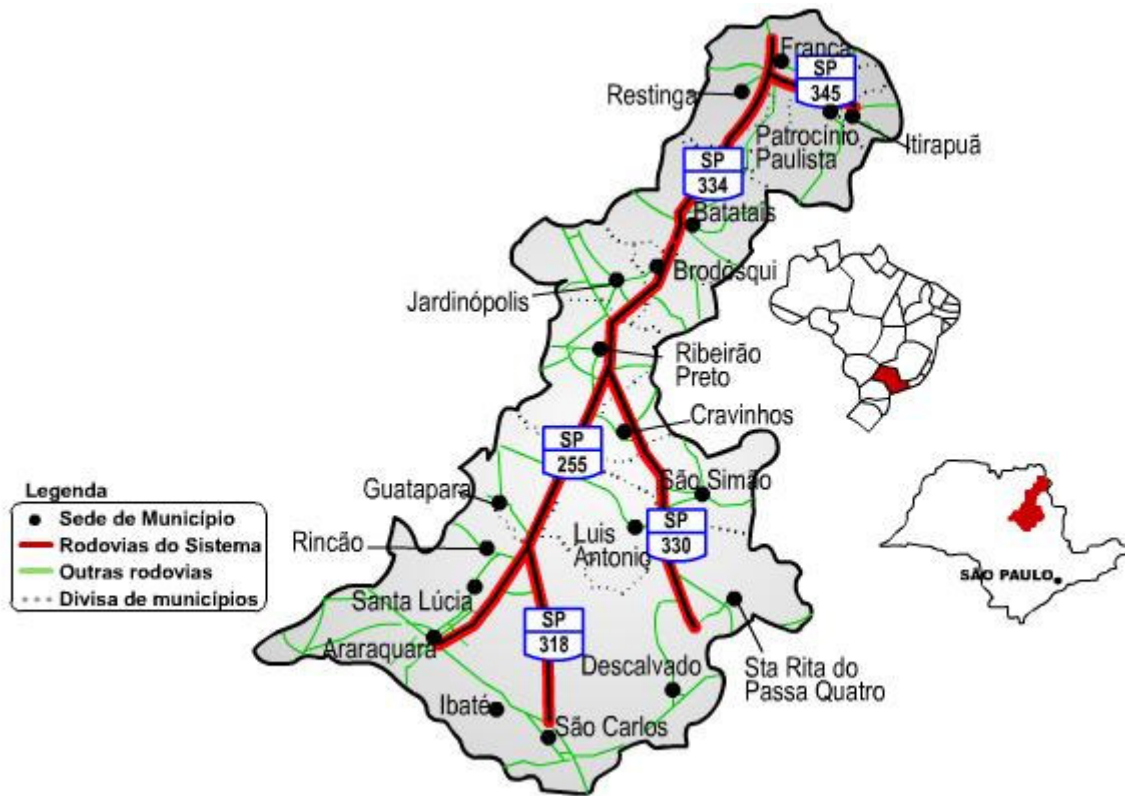 Franca
SP
345
Restinga
Patrocínio
Paulista
Itirapuã
SP
334
Batatais
Brodósqui
Jardinópolis
Ribeirão
Preto
Cravinhos
SP
255
São Simão
Guatapara
Luis
Antonio
SP
330
Rincão
Santa Lúcia
SP
318
Araraquara
Descalvado
Sta Rita do
Passa Quatro
Ibaté
São Carlos
Legenda
Sede de Município
Rodovias do Sistema
Outras rodovias
Divisa de municípios
SÃO PAULO